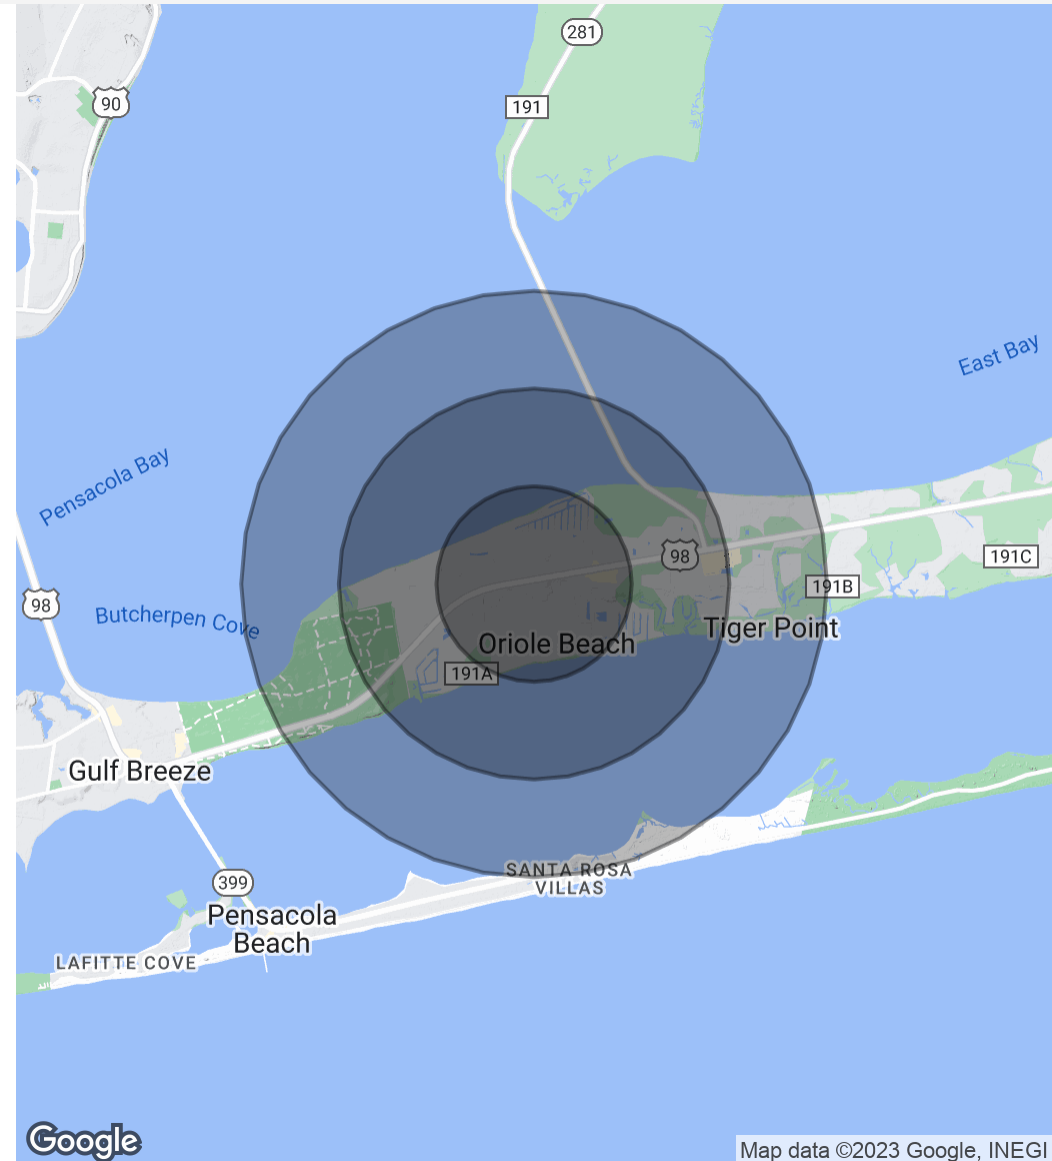 281
191
90
East Bay
Pensacola Bay
98
191C
191B
98
Butcherpen Cove
Tiger Point
Oriole Beach
191A
Gulf Breeze
SANTA ROSA
VILLAS
399
Pensacola
Beach
LAFITTE COVE
Google
Map data ©2023 Google, INEGI